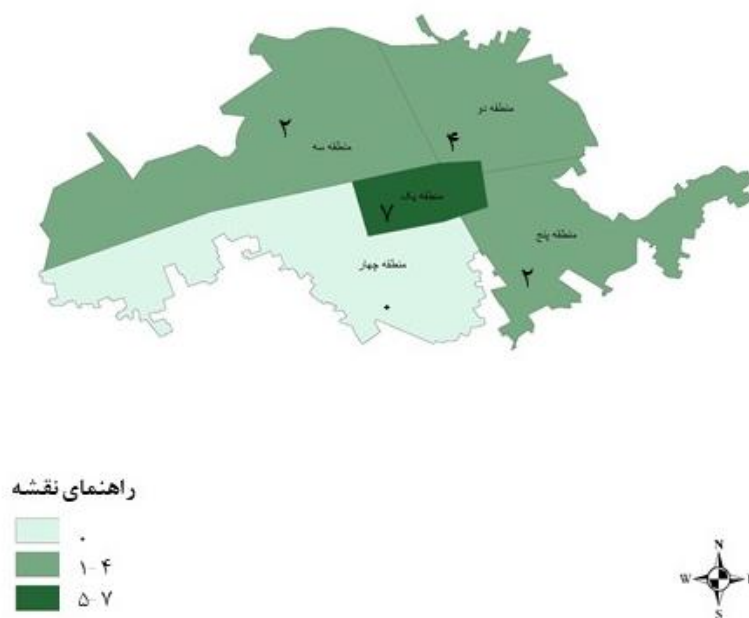 منطقه دو
۴
۲
منطقه سه
منطقه یک
۷
منطقه پنج
۲
منطقه چهار
۰
راهنمای نقشه
۰
۱-۴
۵-۷
N
W
E
S